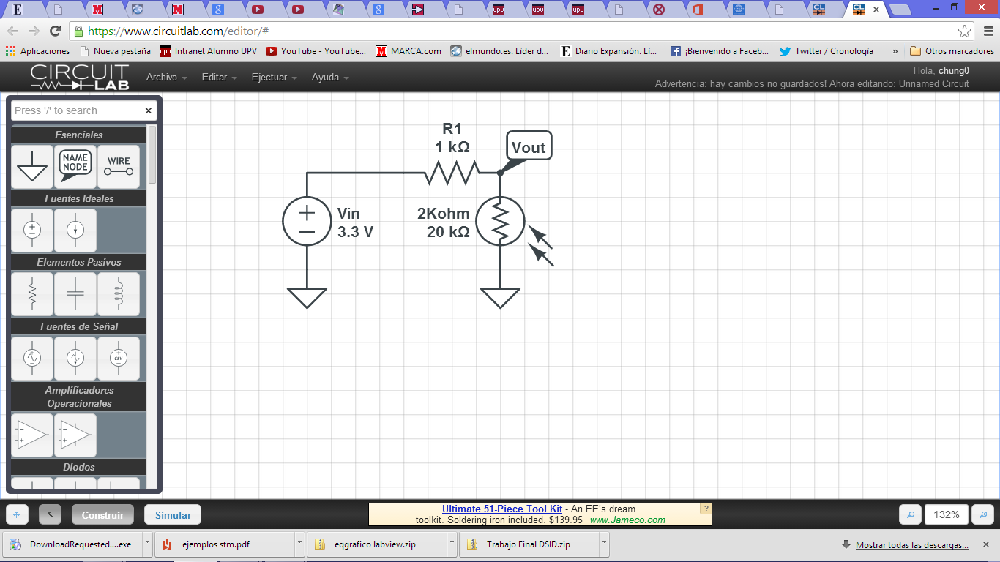 https://www.circuitlab.com/editor/#
Aplicaciones
Nueva pestaña
upu Intranet Alumno UPV
YouTube - YouTube...
M MARCA.com
elmundo.es. Líder d...
E Diario Expansión. Lí...
¡Bienvenido a Faceb...
Twitter / Cronología
»
Otros marcadores
CIRCUIT
LAB
Archivo
Editar
Ejectuar
Ayuda
Hola, chung0
Advertencia: hay cambios no guardados! Ahora editando: Unnamed Circuit
Press '/' to search
Esenciales
NAME
NODE
WIRE
Fuentes Ideales
Elementos Pasivos
Fuentes de Señal
CSV
Amplificadores
Operacionales
Diodos
R1
1 kΩ
Vout
Vin
3.3 V
2Kohm
20 kΩ
Construir
Simular
Ultimate 51-Piece Tool Kit - An EE's dream
toolkit. Soldering iron included. $139.95 www.Jameco.com
?
132%
DownloadRequested....exe
ejemplos stm.pdf
eqgrafico labview.zip
Trabajo Final DSID.zip
Mostrar todas las descargas...